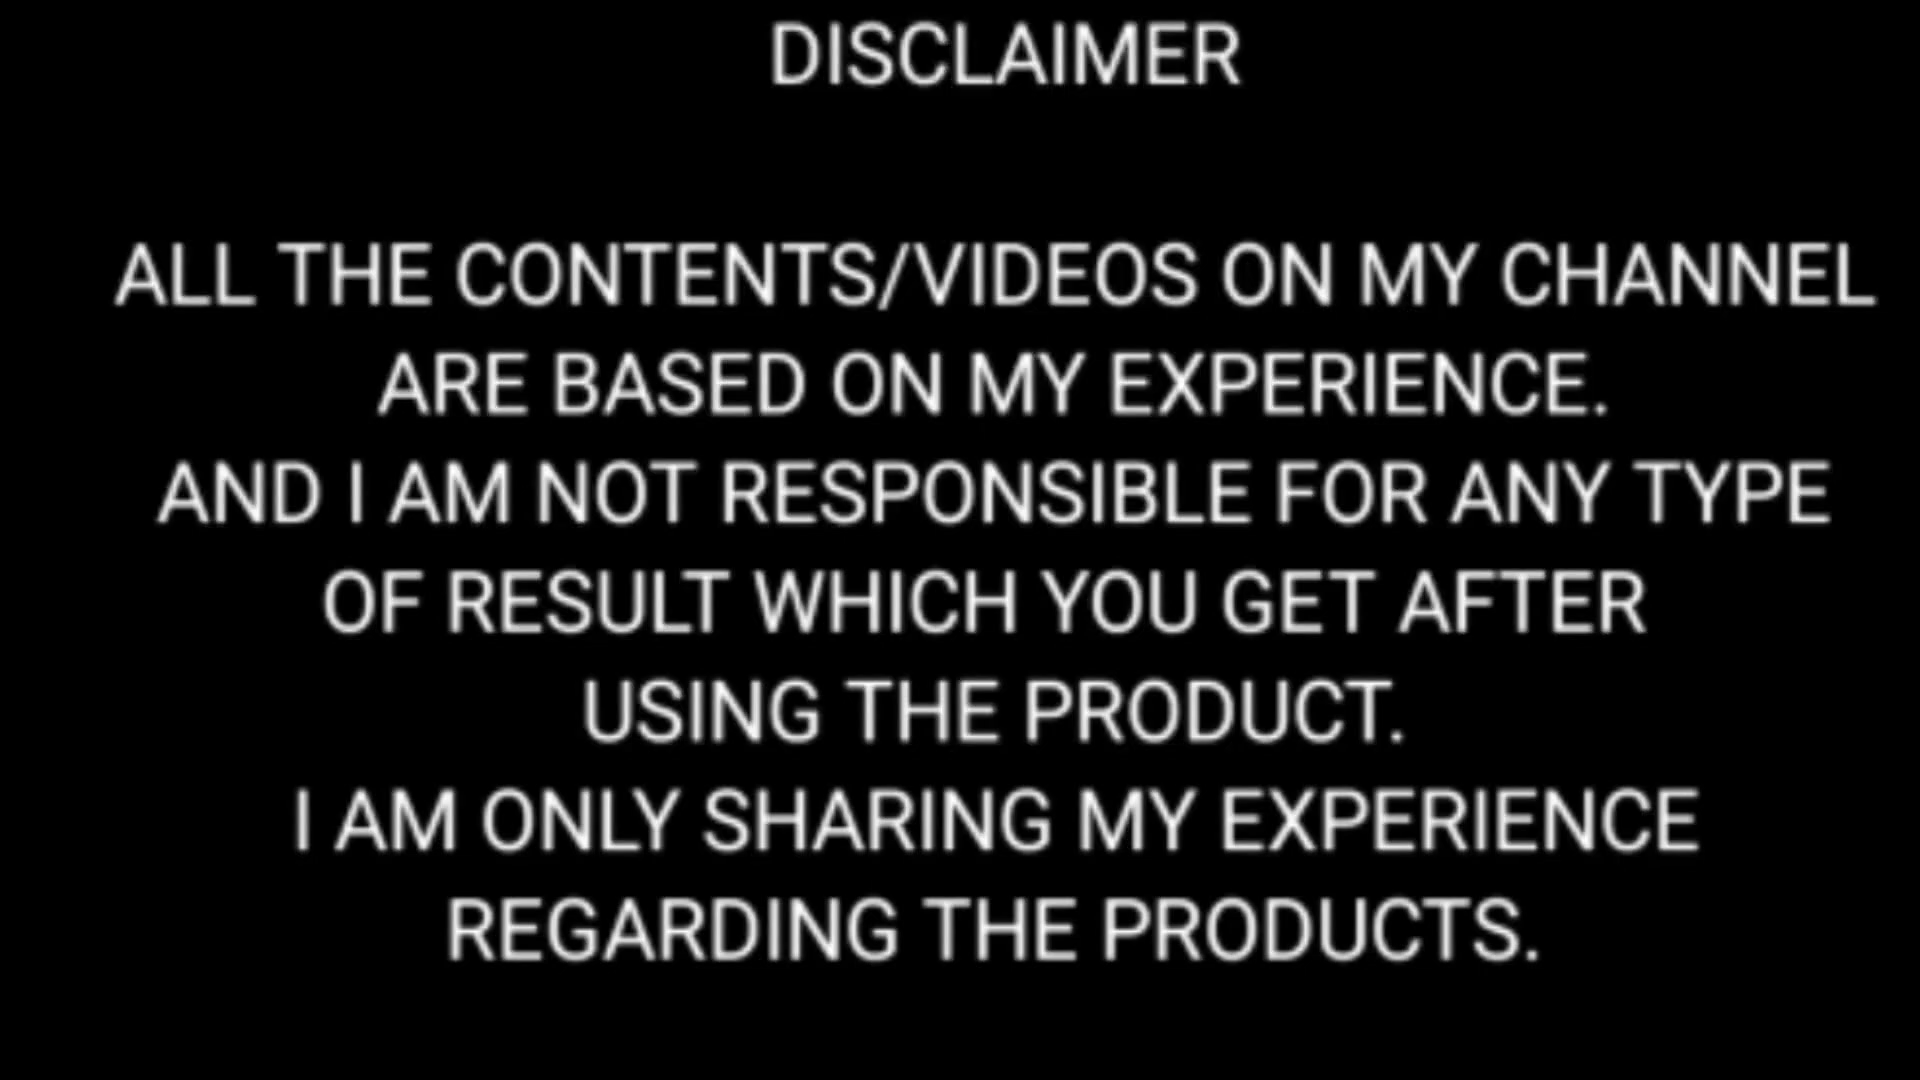 DISCLAIMER
ALL THE CONTENTS/VIDEOS ON MY CHANNEL
ARE BASED ON MY EXPERIENCE.
AND I AM NOT RESPONSIBLE FOR ANY TYPE
OF RESULT WHICH YOU GET AFTER
USING THE PRODUCT.
I AM ONLY SHARING MY EXPERIENCE
REGARDING THE PRODUCTS.